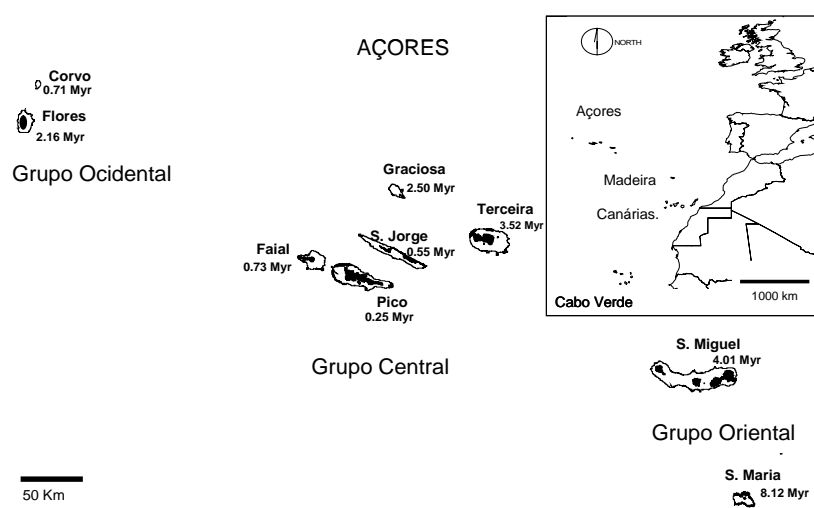 AÇORES
Corvo
0.71 Myr
Flores
2.16 Myr
Grupo Ocidental
Graciosa
2.50 Myr
Terceira
3.52 Myr
S. Jorge
0.55 Myr
Faial
0.73 Myr
Pico
0.25 Myr
Grupo Central
NORTH
Açores
Madeira
Canárias.
Cabo Verde
1000 km
S. Miguel
4.01 Myr
Grupo Oriental
S. Maria
8.12 Myr
50 Km